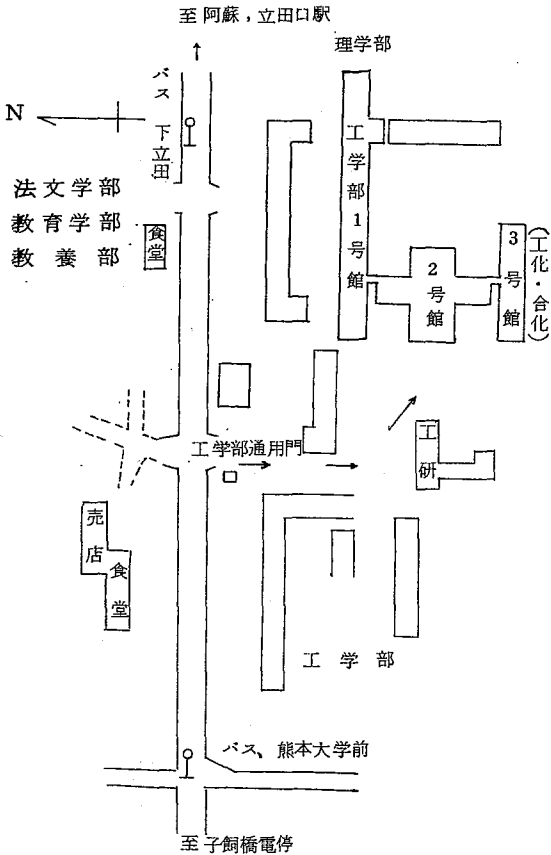 至 阿蘇，立田口駅
理学部
バス 下立田
N
工学部1号館
法文学部
教育学部
教養部
食堂
2号館
3号館
(工化・合化)
工学部通用門
工研
売店
食堂
工学部
バス、熊本大学前
至 子飼橋電停